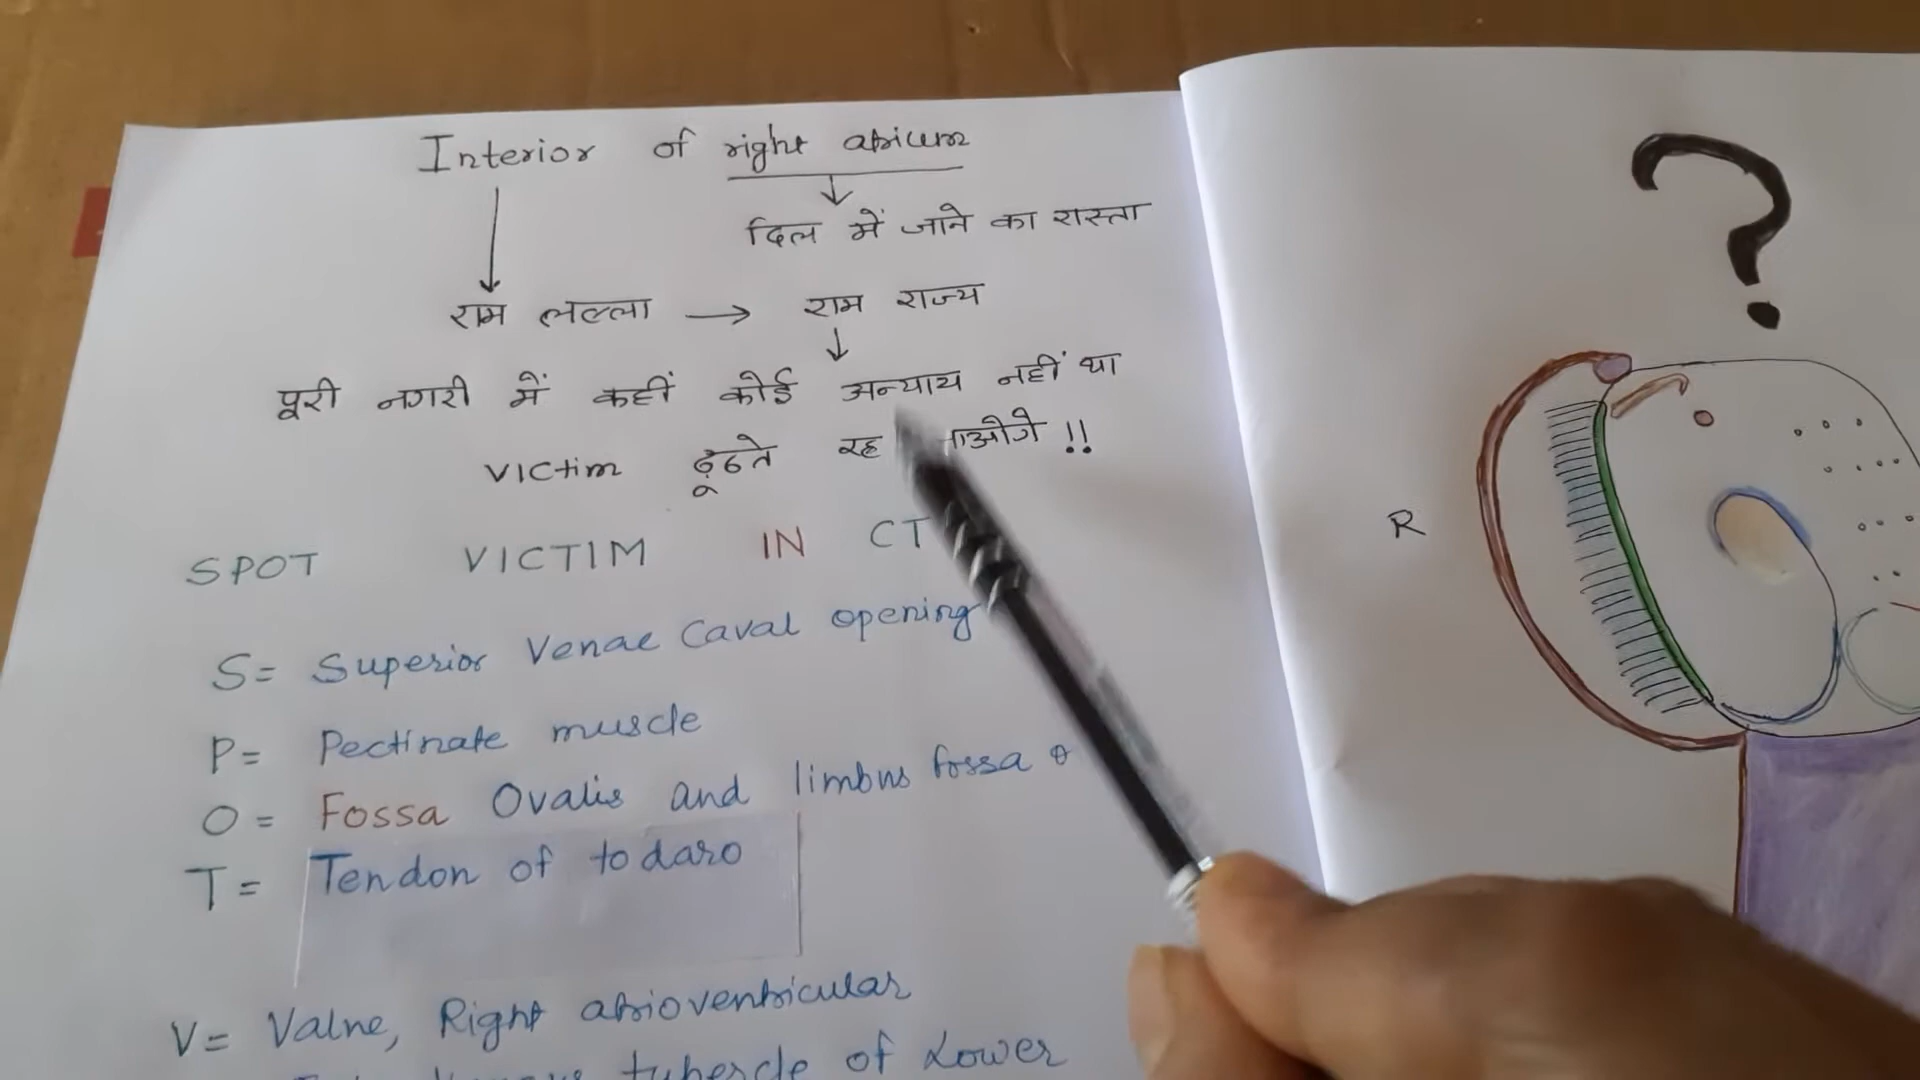 Interior of right atrium
दिल में जाने का रास्ता
राम लल्ला → राम राज्य
पूरी नगरी में कहीं कोई अन्याय नहीं था
victim ढूढते रह !!
SPOT VICTIM IN CT
S= Superior Venae Caval opening
P= Pectinate muscle
O= Fossa Ovalis and limbus fossa
T= Tendon of todaro
V= Valve, Right atrioventricular
tubercle of Lower
R
?